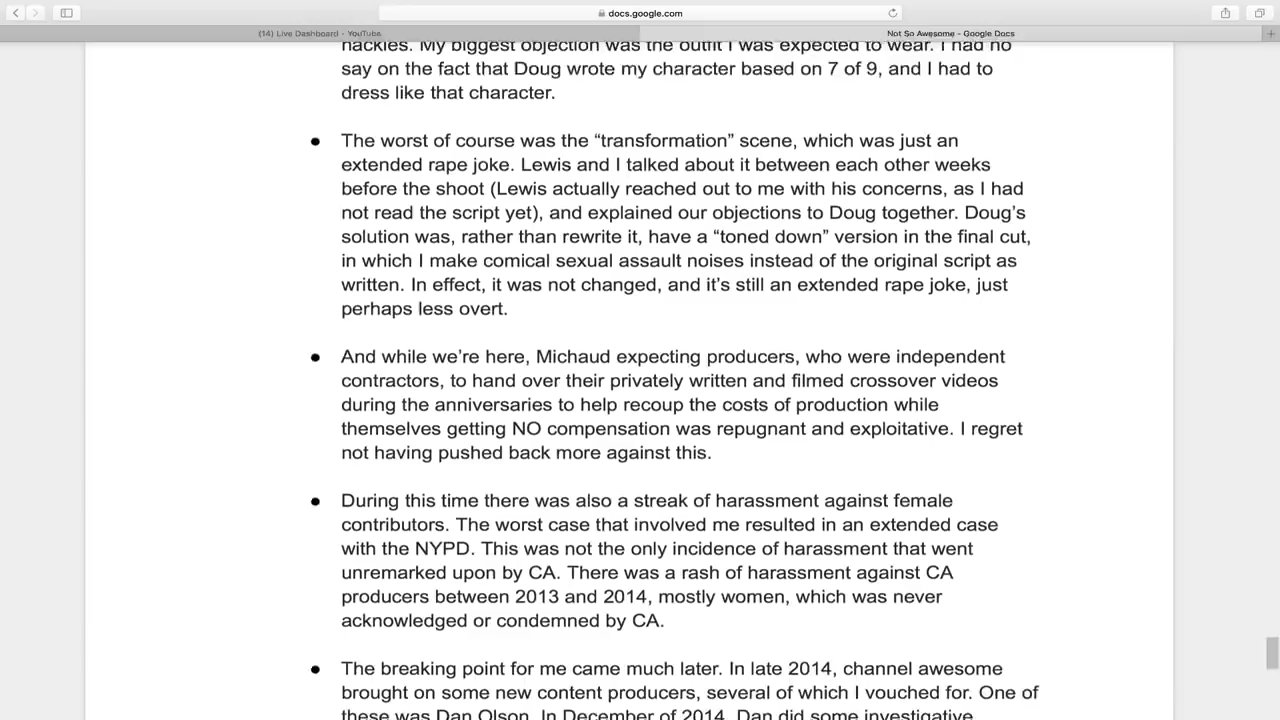 docs.google.com
(14) Live Dashboard - YouTube
Not So Awesome - Google Docs
hackles. My biggest objection was the outfit I was expected to wear. I had no
say on the fact that Doug wrote my character based on 7 of 9, and I had to
dress like that character.
● The worst of course was the “transformation” scene, which was just an
extended rape joke. Lewis and I talked about it between each other weeks
before the shoot (Lewis actually reached out to me with his concerns, as I had
not read the script yet), and explained our objections to Doug together. Doug’s
solution was, rather than rewrite it, have a “toned down” version in the final cut,
in which I make comical sexual assault noises instead of the original script as
written. In effect, it was not changed, and it’s still an extended rape joke, just
perhaps less overt.
● And while we’re here, Michaud expecting producers, who were independent
contractors, to hand over their privately written and filmed crossover videos
during the anniversaries to help recoup the costs of production while
themselves getting NO compensation was repugnant and exploitative. I regret
not having pushed back more against this.
● During this time there was also a streak of harassment against female
contributors. The worst case that involved me resulted in an extended case
with the NYPD. This was not the only incidence of harassment that went
unremarked upon by CA. There was a rash of harassment against CA
producers between 2013 and 2014, mostly women, which was never
acknowledged or condemned by CA.
● The breaking point for me came much later. In late 2014, channel awesome
brought on some new content producers, several of which I vouched for. One of
these was Dan Olson. In December of 2014, Dan did some investigative